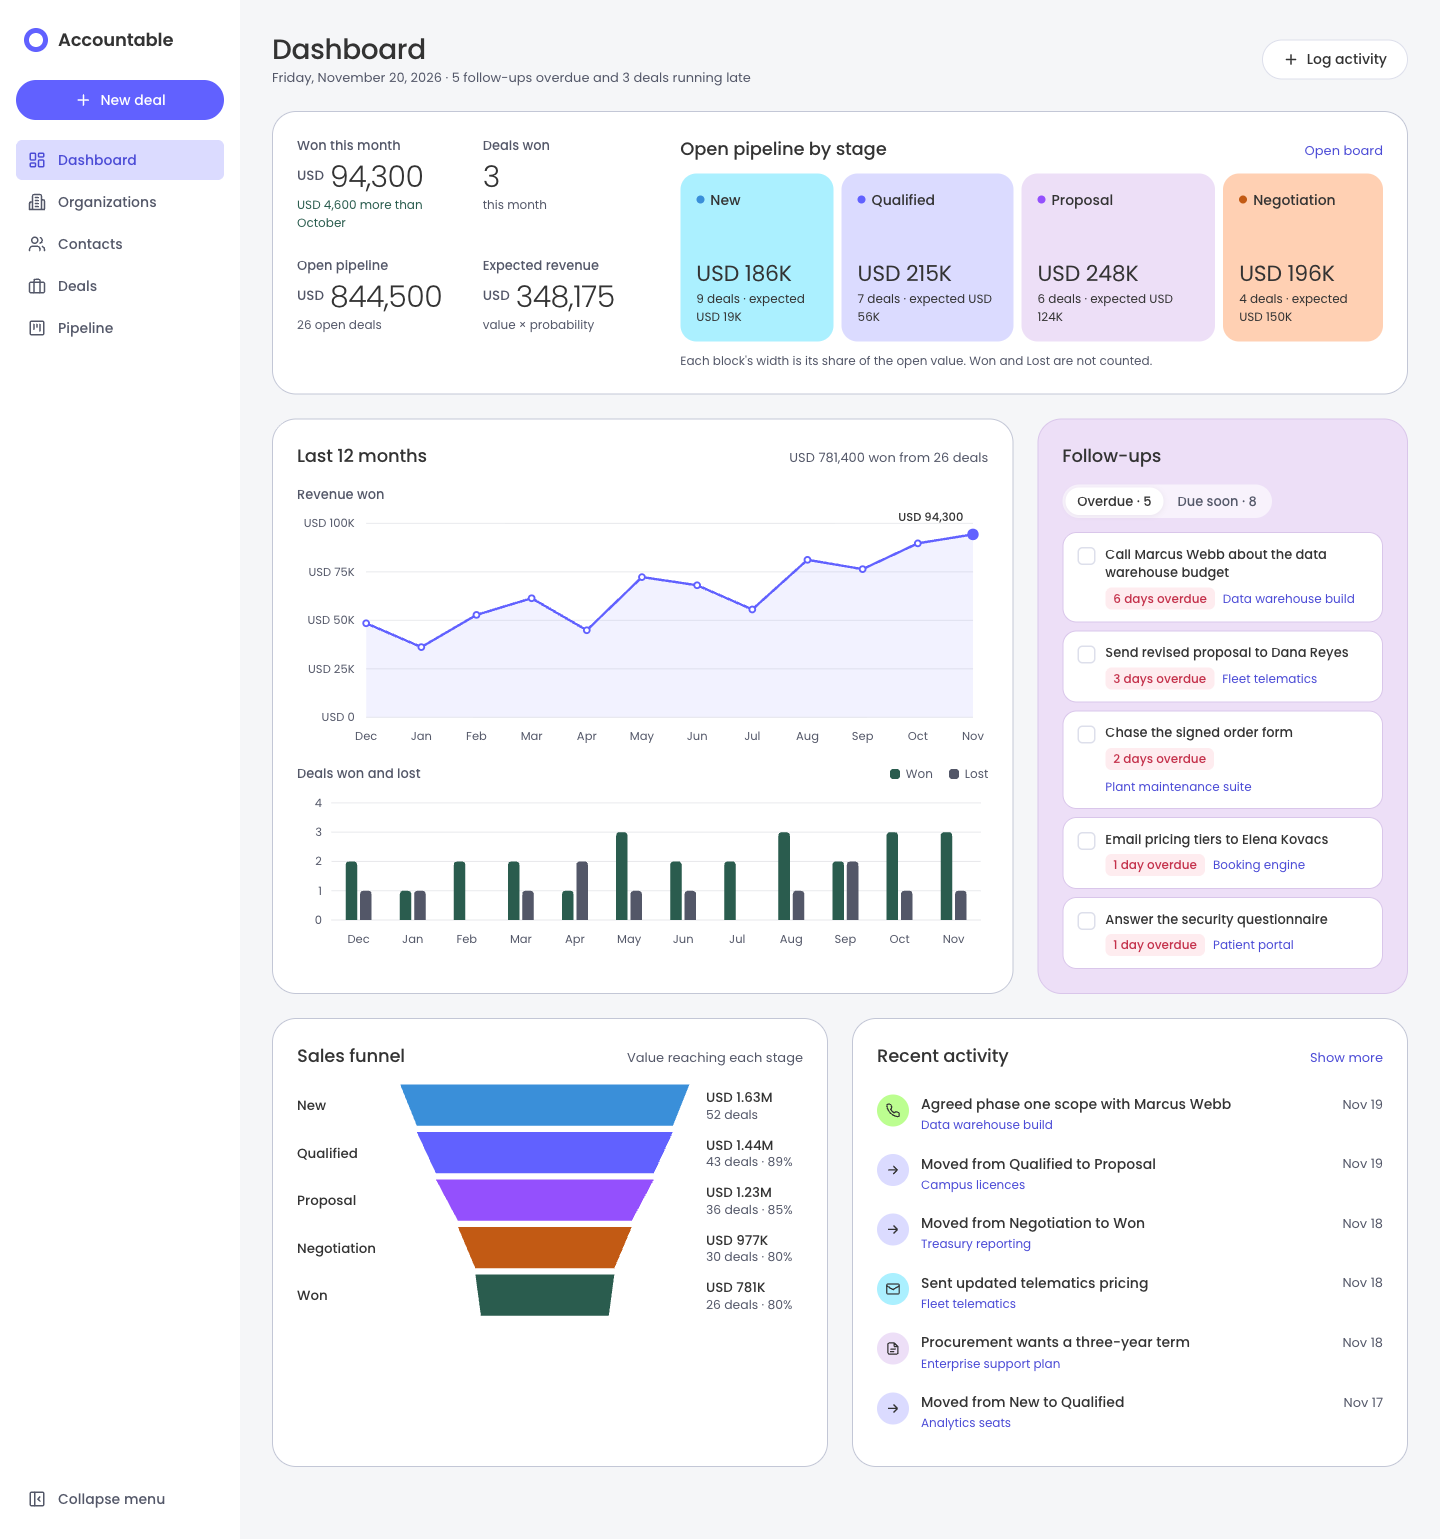 Accountable
New deal
Dashboard
Organizations
Contacts
Deals
Pipeline
Collapse menu
Dashboard
Friday, November 20, 2026 · 5 follow-ups overdue and 3 deals running late
Log activity
Won this month
USD 94,300
USD 4,600 more than
October
Deals won
3
this month
Open pipeline
USD 844,500
26 open deals
Expected revenue
USD 348,175
value × probability
Open pipeline by stage
Open board
New
USD 186K
9 deals · expected
USD 19K
Qualified
USD 215K
7 deals · expected USD
56K
Proposal
USD 248K
6 deals · expected USD
124K
Negotiation
USD 196K
4 deals · expected
USD 150K
Each block's width is its share of the open value. Won and Lost are not counted.
Last 12 months
USD 781,400 won from 26 deals
Revenue won
USD 94,300
USD 100K
USD 75K
USD 50K
USD 25K
USD 0
Dec Jan Feb Mar Apr May Jun Jul Aug Sep Oct Nov
Deals won and lost
Won Lost
4
3
2
1
0
Dec Jan Feb Mar Apr May Jun Jul Aug Sep Oct Nov
Follow-ups
Overdue · 5 Due soon · 8
Call Marcus Webb about the data
warehouse budget
6 days overdue Data warehouse build
Send revised proposal to Dana Reyes
3 days overdue Fleet telematics
Chase the signed order form
2 days overdue
Plant maintenance suite
Email pricing tiers to Elena Kovacs
1 day overdue Booking engine
Answer the security questionnaire
1 day overdue Patient portal
Sales funnel
Value reaching each stage
New
USD 1.63M
52 deals
Qualified
USD 1.44M
43 deals · 89%
Proposal
USD 1.23M
36 deals · 85%
Negotiation
USD 977K
30 deals · 80%
Won
USD 781K
26 deals · 80%
Recent activity
Show more
Agreed phase one scope with Marcus Webb Nov 19
Data warehouse build
Moved from Qualified to Proposal Nov 19
Campus licences
Moved from Negotiation to Won Nov 18
Treasury reporting
Sent updated telematics pricing Nov 18
Fleet telematics
Procurement wants a three-year term Nov 18
Enterprise support plan
Moved from New to Qualified Nov 17
Analytics seats